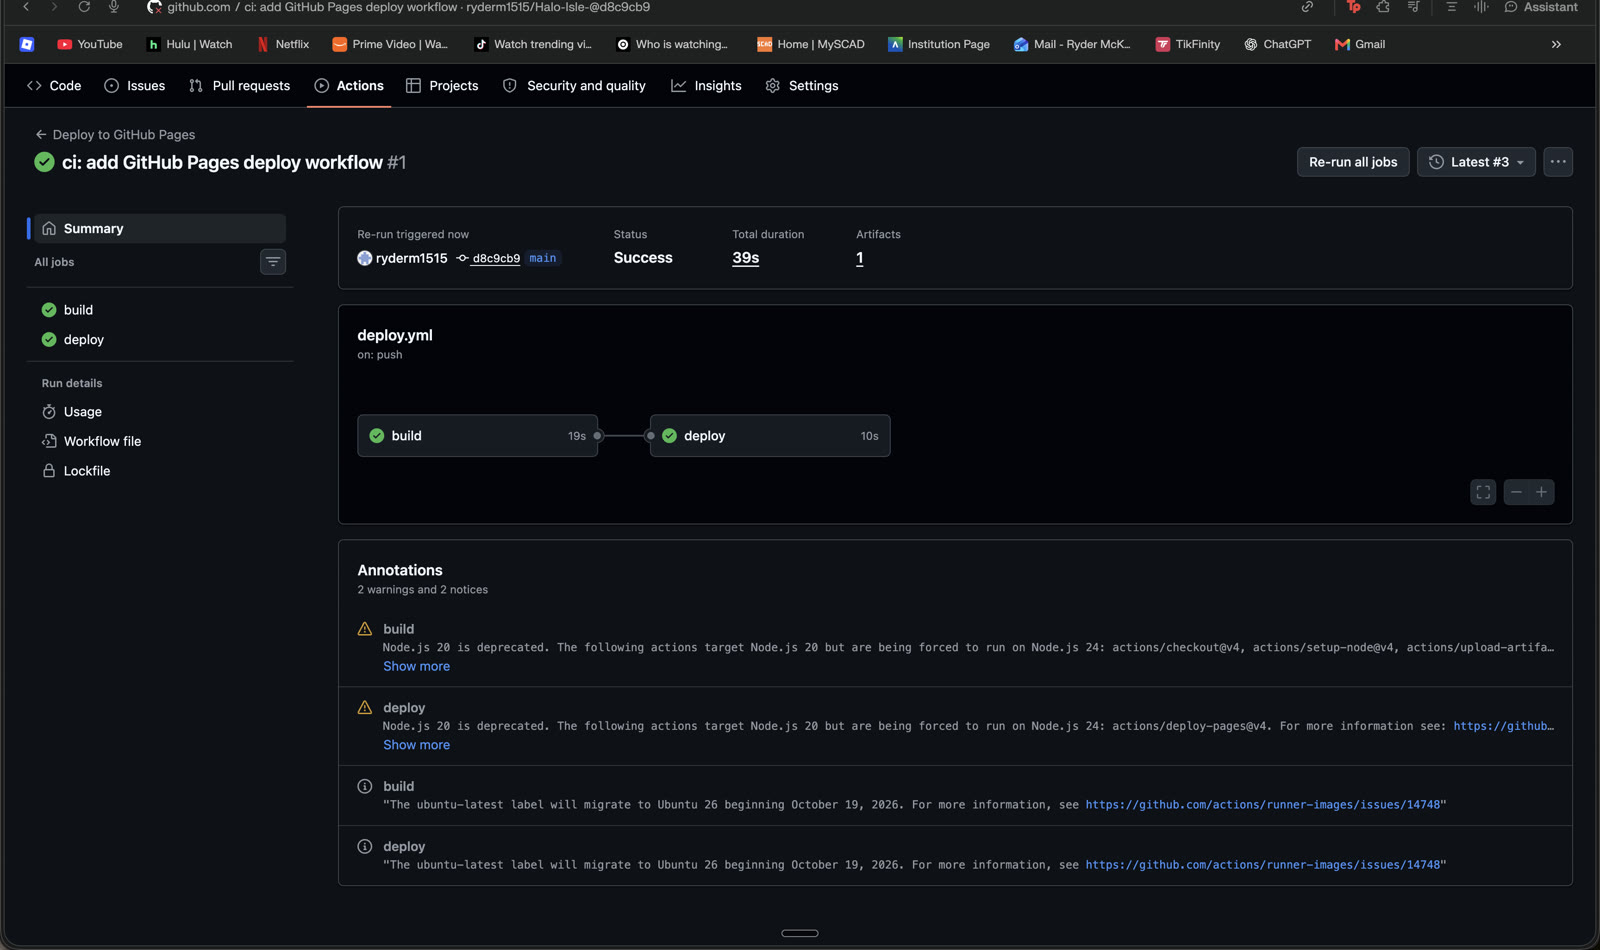 github.com / ci: add GitHub Pages deploy workflow · ryderm1515/Halo-Isle-@d8c9cb9
Assistant
YouTube
Hulu | Watch
Netflix
Prime Video | Wa...
Watch trending vi...
Who is watching...
Home | MySCAD
Institution Page
Mail - Ryder McK...
TikFinity
ChatGPT
Gmail
Code
Issues
Pull requests
Actions
Projects
Security and quality
Insights
Settings
Deploy to GitHub Pages
ci: add GitHub Pages deploy workflow #1
Re-run all jobs
Latest #3
Summary
All jobs
build
deploy
Run details
Usage
Workflow file
Lockfile
Re-run triggered now
ryderm1515 d8c9cb9 main
Status
Success
Total duration
39s
Artifacts
1
deploy.yml
on: push
build 19s
deploy 10s
Annotations
2 warnings and 2 notices
build
Node.js 20 is deprecated. The following actions target Node.js 20 but are being forced to run on Node.js 24: actions/checkout@v4, actions/setup-node@v4, actions/upload-artifa…
Show more
deploy
Node.js 20 is deprecated. The following actions target Node.js 20 but are being forced to run on Node.js 24: actions/deploy-pages@v4. For more information see: https://github…
Show more
build
"The ubuntu-latest label will migrate to Ubuntu 26 beginning October 19, 2026. For more information, see https://github.com/actions/runner-images/issues/14748"
deploy
"The ubuntu-latest label will migrate to Ubuntu 26 beginning October 19, 2026. For more information, see https://github.com/actions/runner-images/issues/14748"